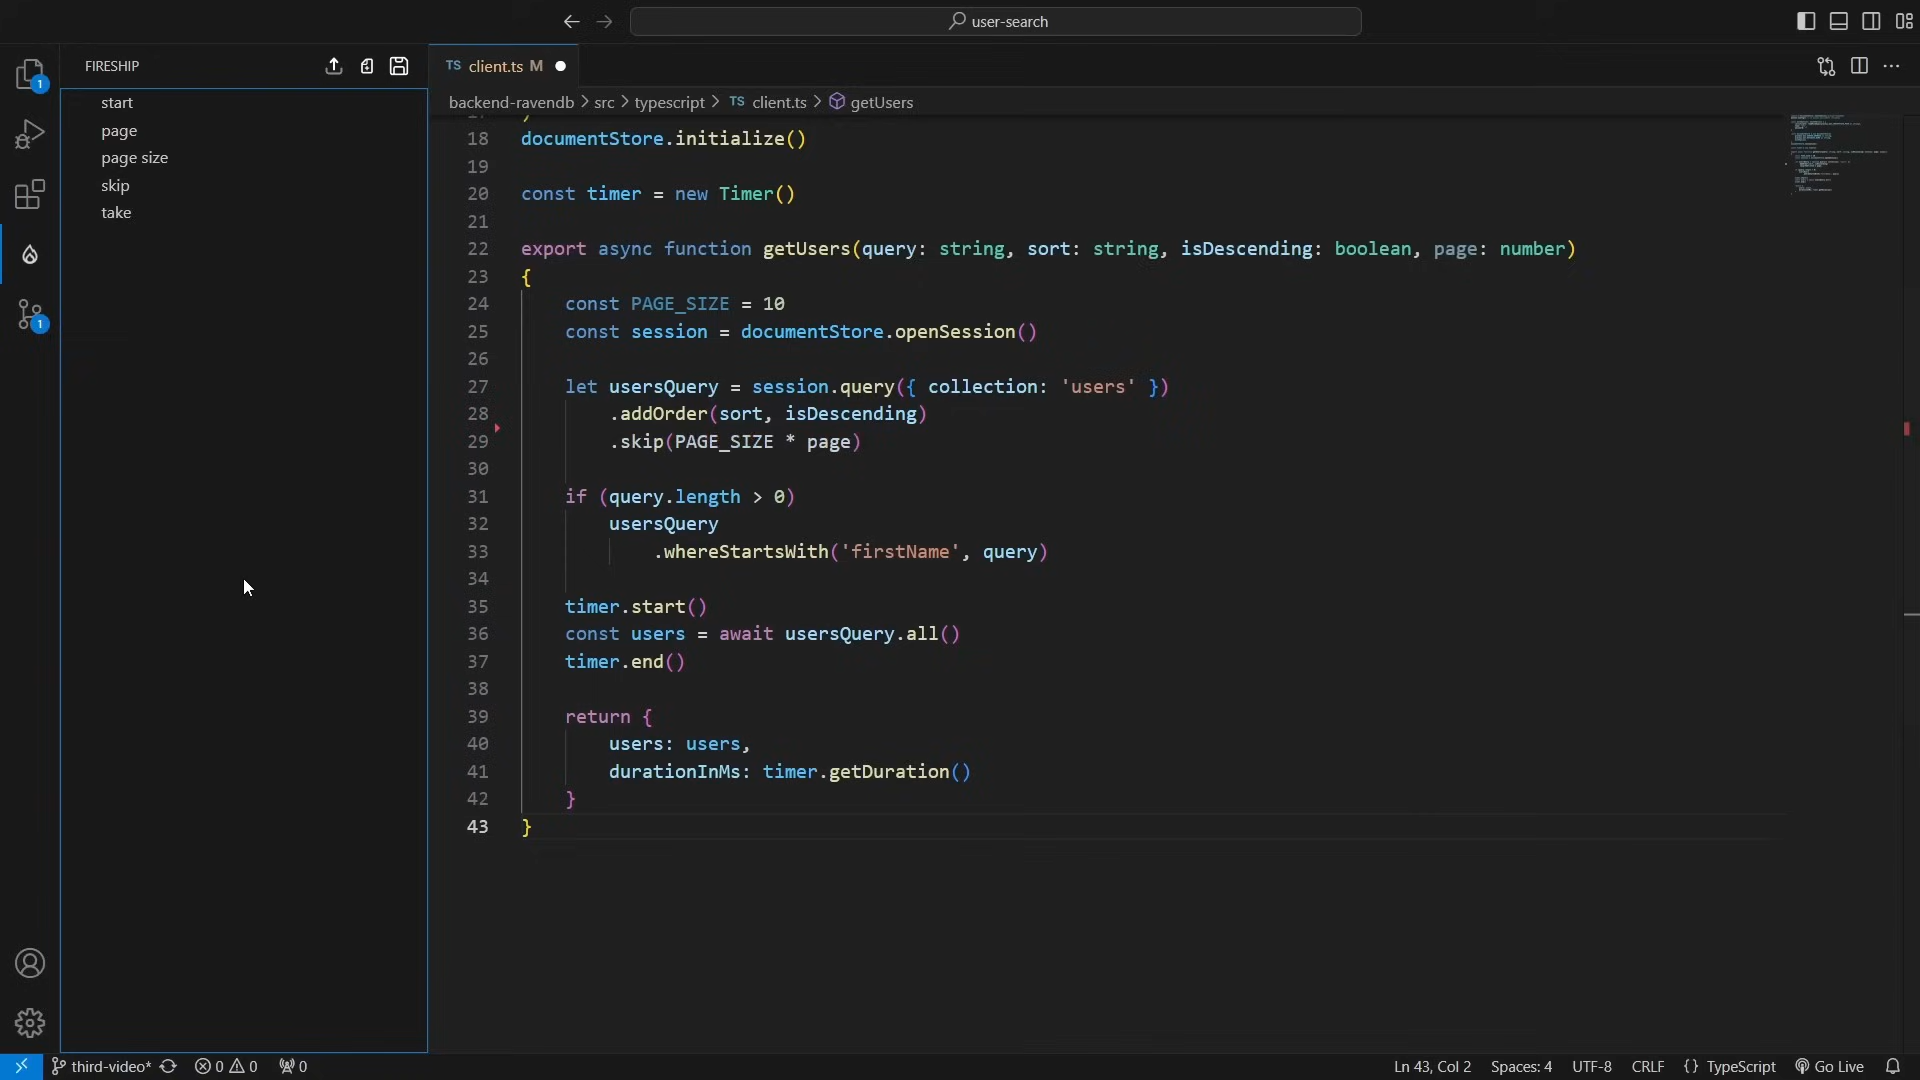 user-search
FIRESHIP
start
page
page size
skip
take
1
1
TS client.ts M
backend-ravendb > src > typescript > TS client.ts > getUsers
18 documentStore.initialize()
19
20 const timer = new Timer()
21
22 export async function getUsers(query: string, sort: string, isDescending: boolean, page: number)
23 {
24 const PAGE_SIZE = 10
25 const session = documentStore.openSession()
26
27 let usersQuery = session.query({ collection: 'users' })
28 .addOrder(sort, isDescending)
29 .skip(PAGE_SIZE * page)
30
31 if (query.length > 0)
32 usersQuery
33 .whereStartsWith('firstName', query)
34
35 timer.start()
36 const users = await usersQuery.all()
37 timer.end()
38
39 return {
40 users: users,
41 durationInMs: timer.getDuration()
42 }
43 }
third-video* 0 0 0 Ln 43, Col 2 Spaces: 4 UTF-8 CRLF {} TypeScript Go Live